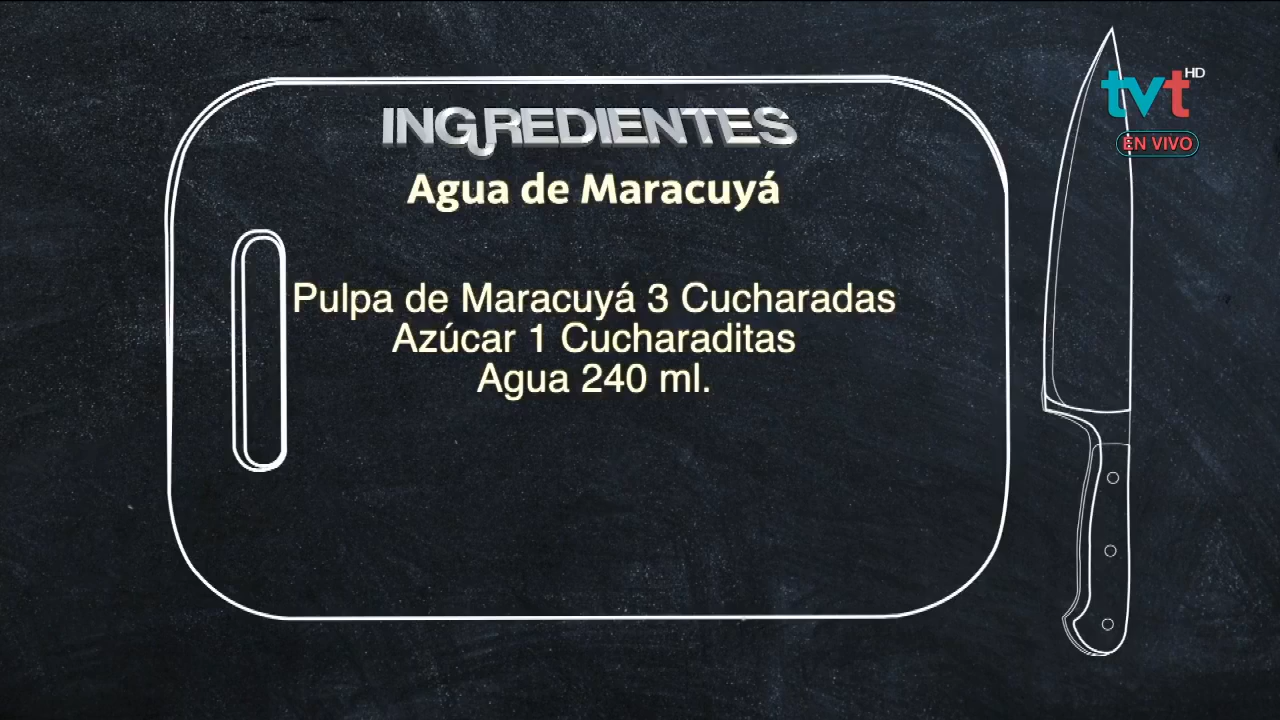 INGREDIENTES
Agua de Maracuyá
Pulpa de Maracuyá 3 Cucharadas
Azúcar 1 Cucharaditas
Agua 240 ml.
tvt HD
EN VIVO